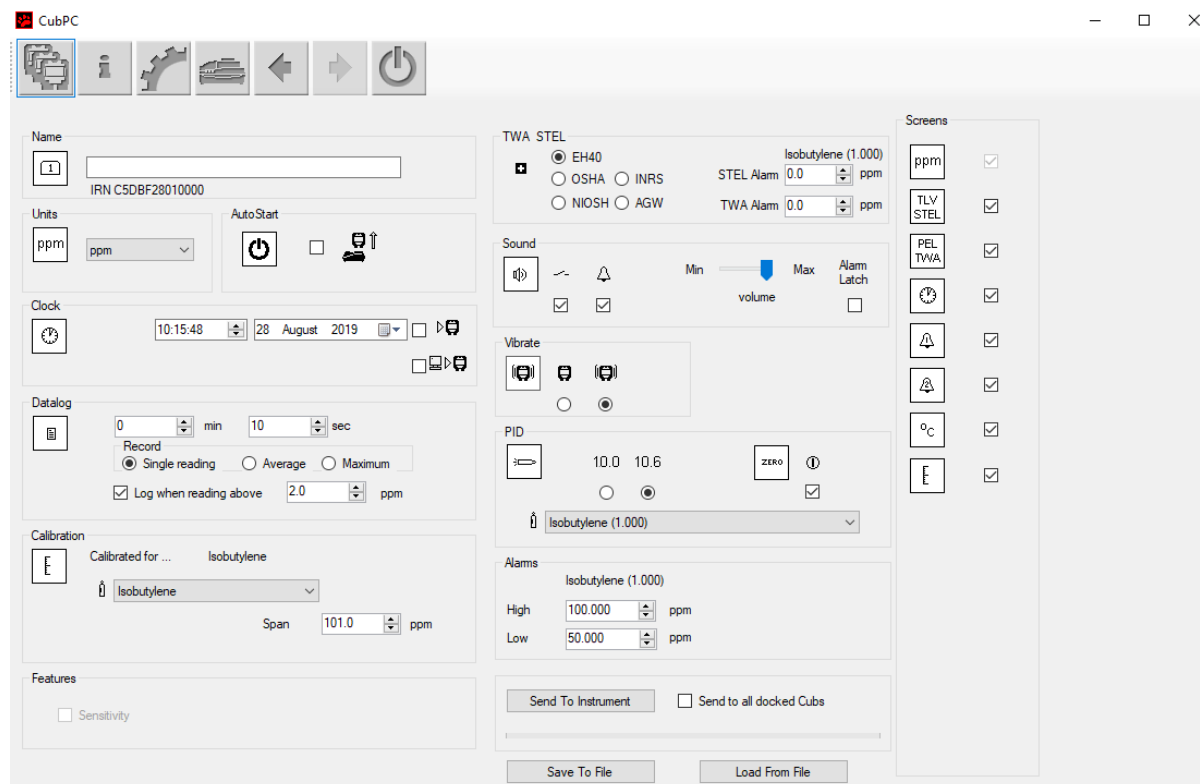 CubPC
Name
1
IRN C5DBF28010000
Units
ppm
ppm
AutoStart
Clock
10:15:48
28 August 2019
Datalog
0 min 10 sec
Record
Single reading Average Maximum
Log when reading above 2.0 ppm
Calibration
Calibrated for ... Isobutylene
Isobutylene
Span 101.0 ppm
Features
Sensitivity
TWA STEL
EH40
OSHA INRS
NIOSH AGW
Isobutylene (1.000)
STEL Alarm 0.0 ppm
TWA Alarm 0.0 ppm
Sound
Min Max
volume
Alarm
Latch
Vibrate
PID
10.0 10.6
ZERO
Isobutylene (1.000)
Alarms
Isobutylene (1.000)
High 100.000 ppm
Low 50.000 ppm
Send To Instrument
Send to all docked Cubs
Save To File
Load From File
Screens
ppm
TLV
STEL
PEL
TWA
1
2
°C